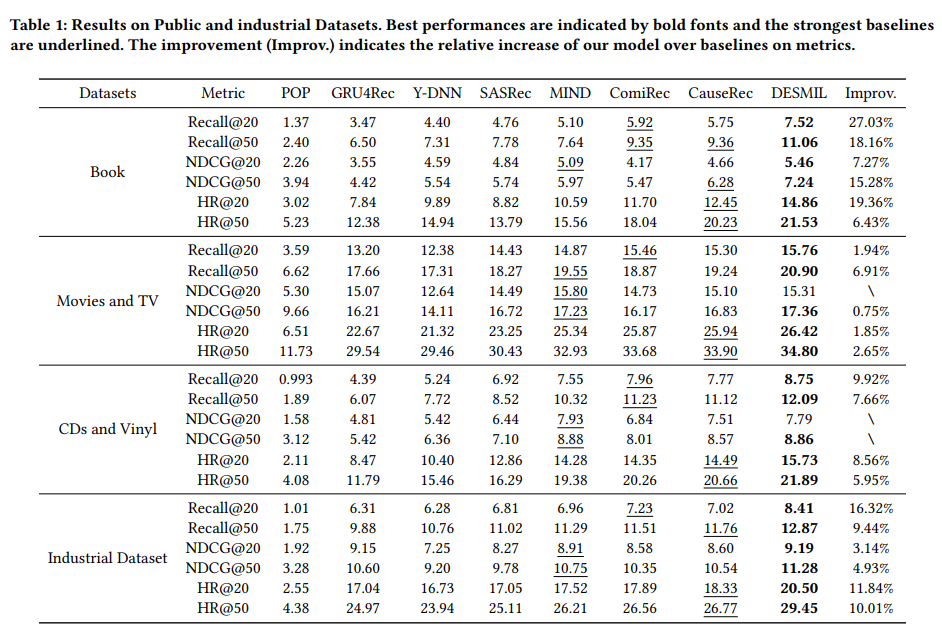 Table 1: Results on Public and industrial Datasets. Best performances are indicated by bold fonts and the strongest baselines
are underlined. The improvement (Improv.) indicates the relative increase of our model over baselines on metrics.
Datasets Metric POP GRU4Rec Y-DNN SASRec MIND ComiRec CauseRec DESMIL Improv.
Recall@20 1.37 3.47 4.40 4.76 5.10 5.92 5.75 7.52 27.03%
Recall@50 2.40 6.50 7.31 7.78 7.64 9.35 9.36 11.06 18.16%
NDCG@20 2.26 3.55 4.59 4.84 5.09 4.17 4.66 5.46 7.27%
Book
NDCG@50 3.94 4.42 5.54 5.74 5.97 5.47 6.28 7.24 15.28%
HR@20 3.02 7.84 9.89 8.82 10.59 11.70 12.45 14.86 19.36%
HR@50 5.23 12.38 14.94 13.79 15.56 18.04 20.23 21.53 6.43%
Recall@20 3.59 13.20 12.38 14.43 14.87 15.46 15.30 15.76 1.94%
Recall@50 6.62 17.66 17.31 18.27 19.55 18.87 19.24 20.90 6.91%
NDCG@20 5.30 15.07 12.64 14.49 15.80 14.73 15.10 15.31 \
Movies and TV
NDCG@50 9.66 16.21 14.11 16.72 17.23 16.17 16.83 17.36 0.75%
HR@20 6.51 22.67 21.32 23.25 25.34 25.87 25.94 26.42 1.85%
HR@50 11.73 29.54 29.46 30.43 32.93 33.68 33.90 34.80 2.65%
Recall@20 0.993 4.39 5.24 6.92 7.55 7.96 7.77 8.75 9.92%
Recall@50 1.89 6.07 7.72 8.52 10.32 11.23 11.12 12.09 7.66%
NDCG@20 1.58 4.81 5.42 6.44 7.93 6.84 7.51 7.79 \
CDs and Vinyl
NDCG@50 3.12 5.42 6.36 7.10 8.88 8.01 8.57 8.86 \
HR@20 2.11 8.47 10.40 12.86 14.28 14.35 14.49 15.73 8.56%
HR@50 4.08 11.79 15.46 16.29 19.38 20.26 20.66 21.89 5.95%
Recall@20 1.01 6.31 6.28 6.81 6.96 7.23 7.02 8.41 16.32%
Recall@50 1.75 9.88 10.76 11.02 11.29 11.51 11.76 12.87 9.44%
NDCG@20 1.92 9.15 7.25 8.27 8.91 8.58 8.60 9.19 3.14%
Industrial Dataset
NDCG@50 3.28 10.60 9.20 9.78 10.75 10.35 10.54 11.28 4.93%
HR@20 2.55 17.04 16.73 17.05 17.52 17.89 18.33 20.50 11.84%
HR@50 4.38 24.97 23.94 25.11 26.21 26.56 26.77 29.45 10.01%